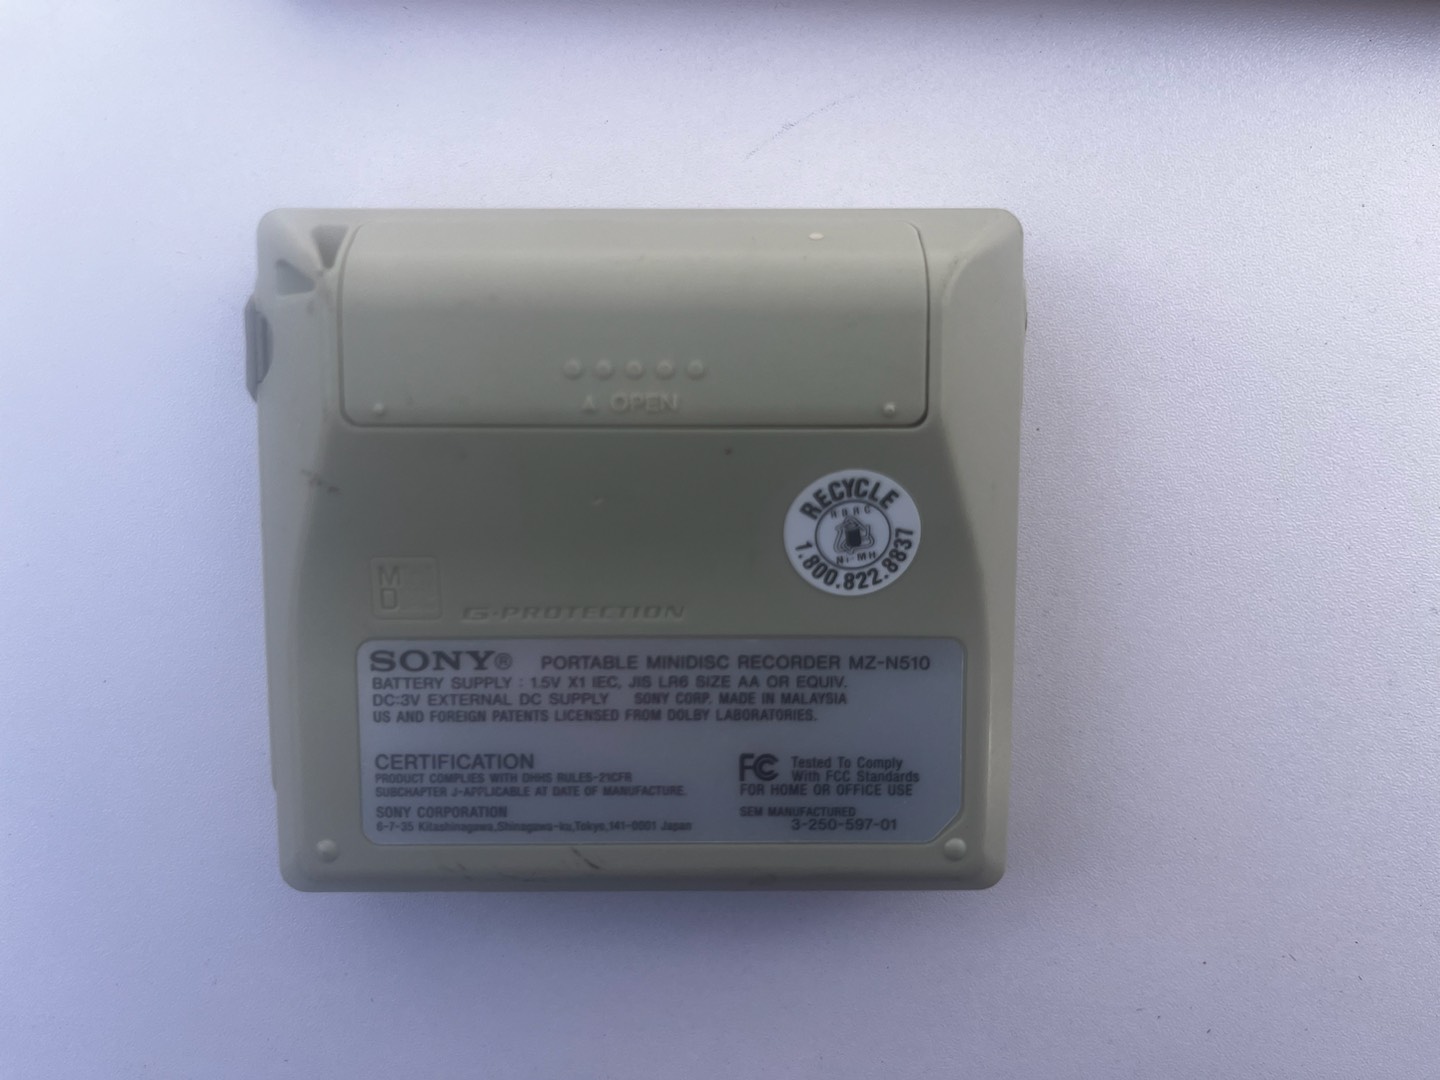 ▲ OPEN
RECYCLE
RBRC
Ni-MH
1.800.822.8837
MD
G-PROTECTION
SONY® PORTABLE MINIDISC RECORDER MZ-N510
BATTERY SUPPLY : 1.5V X1 IEC, JIS LR6 SIZE AA OR EQUIV.
DC:3V EXTERNAL DC SUPPLY SONY CORP. MADE IN MALAYSIA
US AND FOREIGN PATENTS LICENSED FROM DOLBY LABORATORIES.
CERTIFICATION
PRODUCT COMPLIES WITH DHHS RULES-21CFR
SUBCHAPTER J-APPLICABLE AT DATE OF MANUFACTURE.
SONY CORPORATION
6-7-35 Kitashinagawa,Shinagawa-ku,Tokyo,141-0001 Japan
FC Tested To Comply
With FCC Standards
FOR HOME OR OFFICE USE
SEM MANUFACTURED
3-250-597-01